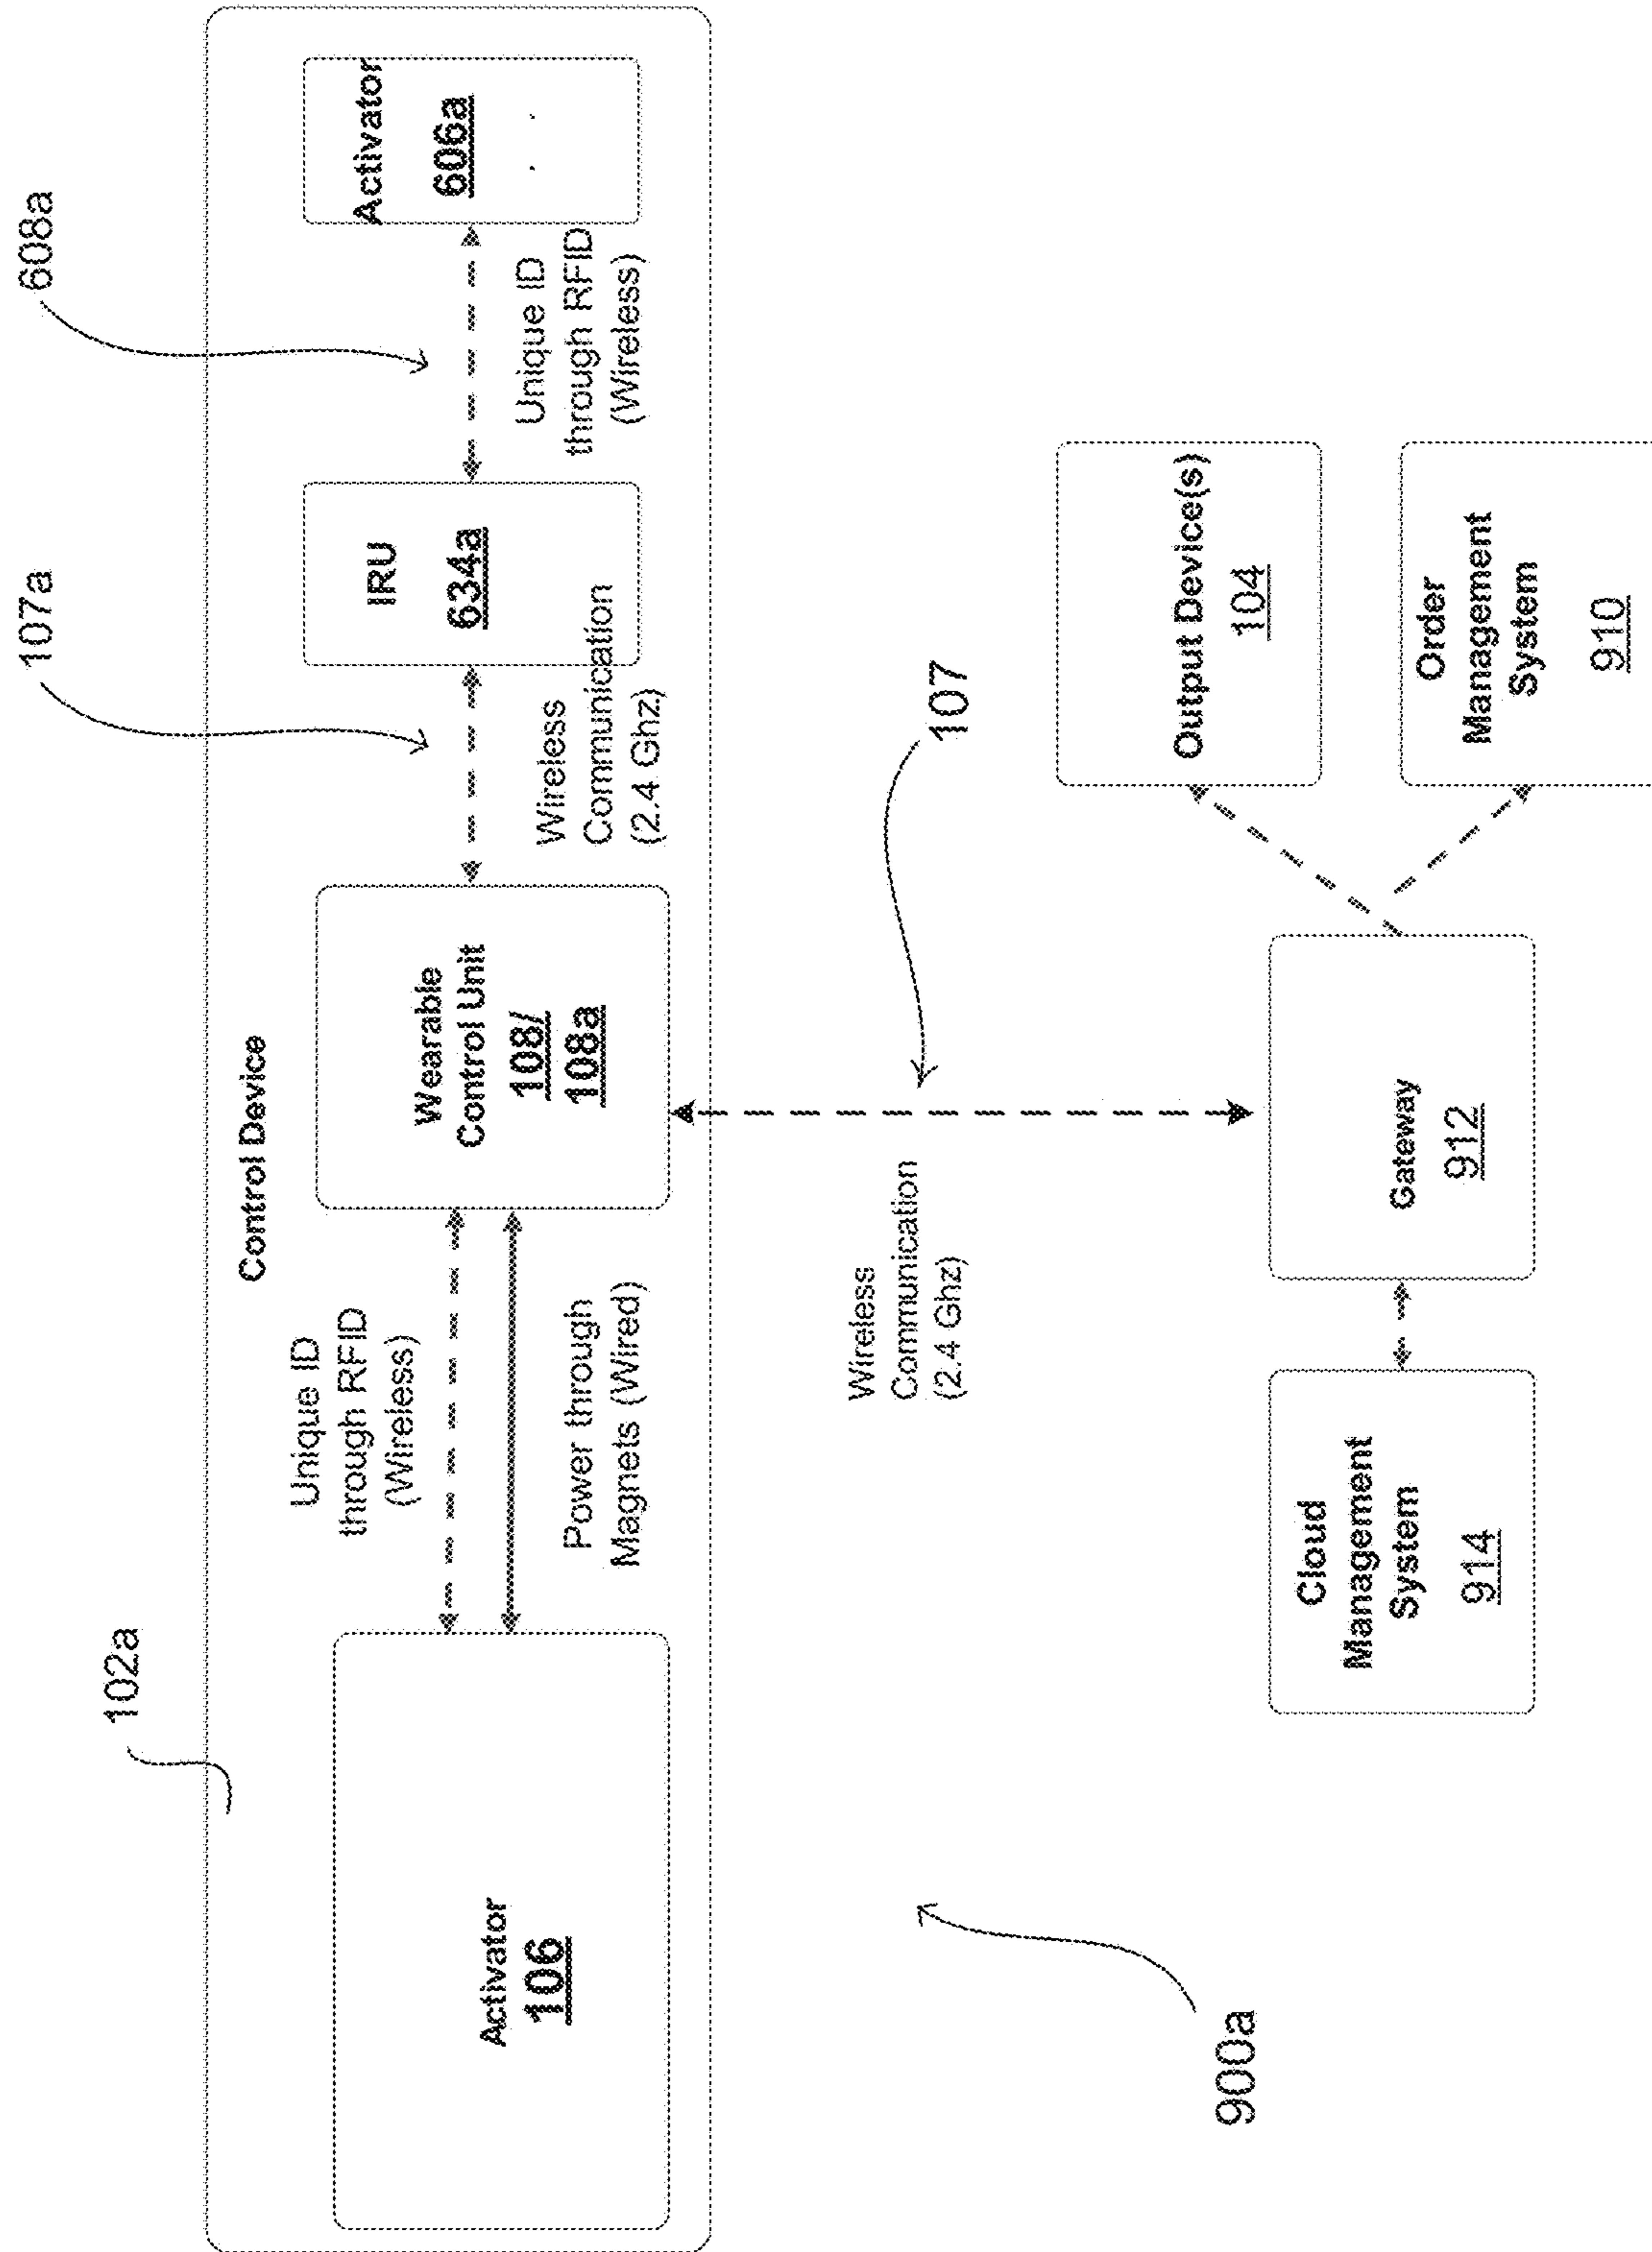 102a
107a
608a
Control Device
Activator
106
Unique ID
through RFID
(Wireless)
Power through
Magnets (Wired)
Wearable
Control Unit
108/
108a
Wireless
Communication
(2.4 Ghz)
IRU
634a
Unique ID
through RFID
(Wireless)
Activator
606a
. .
Wireless
Communication
(2.4 Ghz)
107
900a
Cloud
Management
System
914
Gateway
912
Output Device(s)
104
Order
Management
System
910